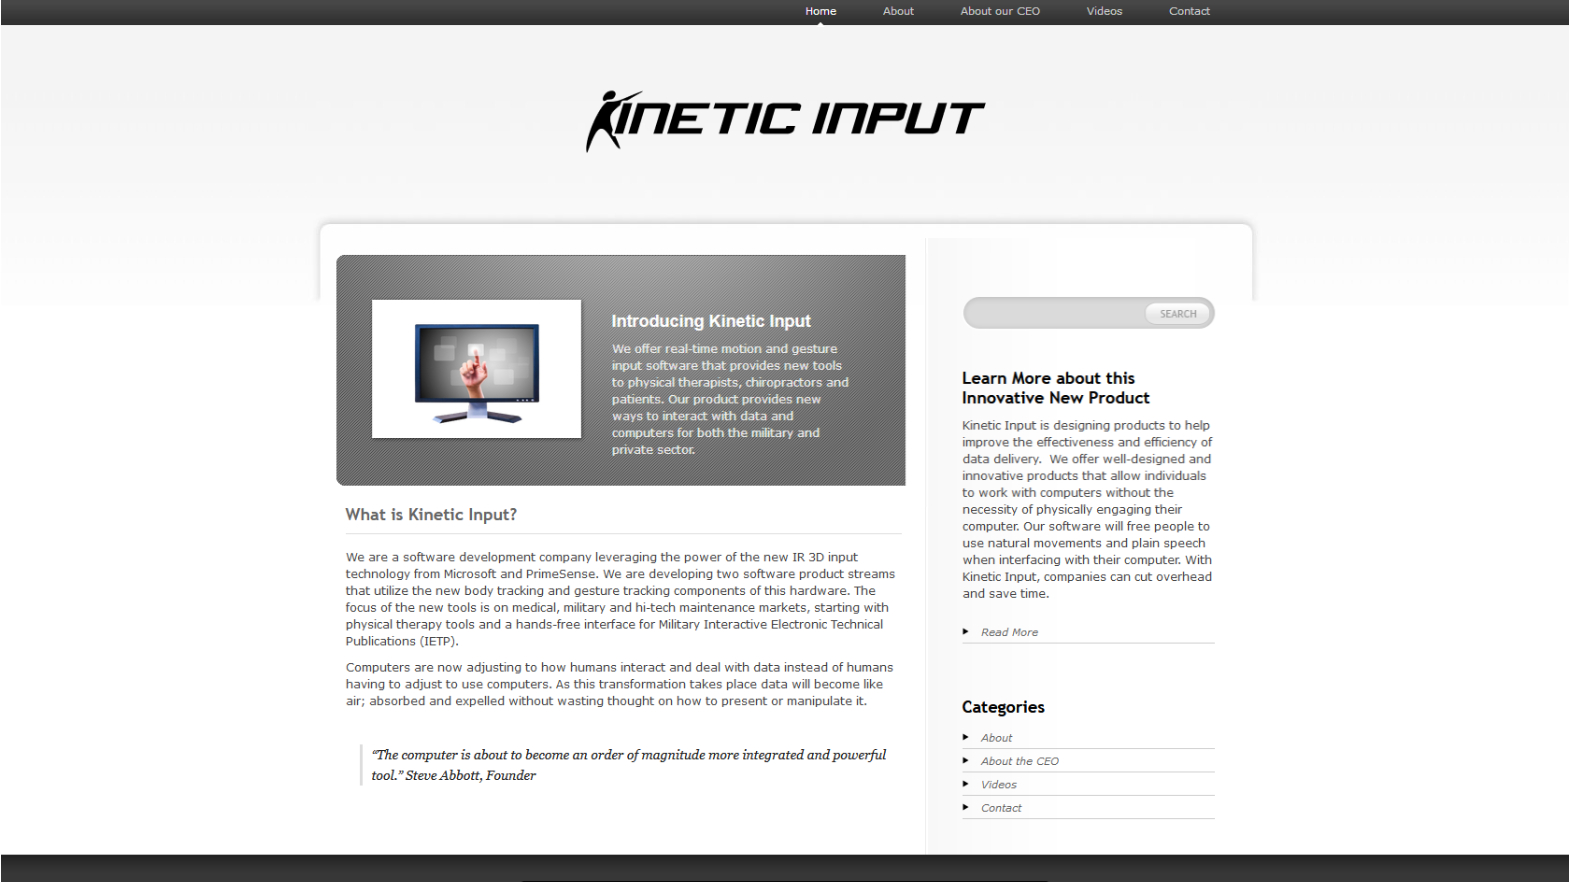 Home About About our CEO Videos Contact
KINETIC INPUT
Introducing Kinetic Input
We offer real-time motion and gesture
input software that provides new tools
to physical therapists, chiropractors and
patients. Our product provides new
ways to interact with data and
computers for both the military and
private sector.
What is Kinetic Input?
We are a software development company leveraging the power of the new IR 3D input
technology from Microsoft and PrimeSense. We are developing two software product streams
that utilize the new body tracking and gesture tracking components of this hardware. The
focus of the new tools is on medical, military and hi-tech maintenance markets, starting with
physical therapy tools and a hands-free interface for Military Interactive Electronic Technical
Publications (IETP).
Computers are now adjusting to how humans interact and deal with data instead of humans
having to adjust to use computers. As this transformation takes place data will become like
air; absorbed and expelled without wasting thought on how to present or manipulate it.
“The computer is about to become an order of magnitude more integrated and powerful
tool.” Steve Abbott, Founder
SEARCH
Learn More about this
Innovative New Product
Kinetic Input is designing products to help
improve the effectiveness and efficiency of
data delivery. We offer well-designed and
innovative products that allow individuals
to work with computers without the
necessity of physically engaging their
computer. Our software will free people to
use natural movements and plain speech
when interfacing with their computer. With
Kinetic Input, companies can cut overhead
and save time.
Read More
Categories
About
About the CEO
Videos
Contact